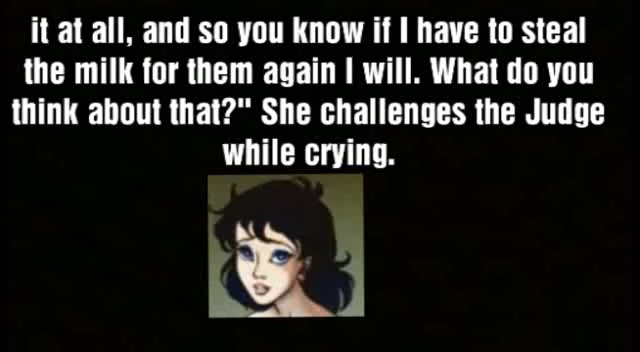 it at all, and so you know if I have to steal
the milk for them again I will. What do you
think about that?" She challenges the Judge
while crying.